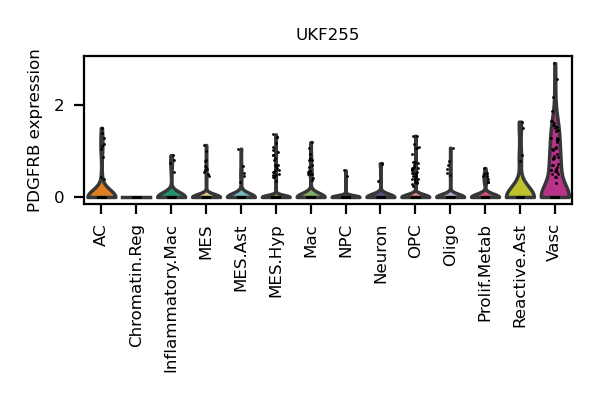 UKF255
PDGFRB expression
2
0
AC
Chromatin.Reg
Inflammatory.Mac
MES
MES.Ast
MES.Hyp
Mac
NPC
Neuron
OPC
Oligo
Prolif.Metab
Reactive.Ast
Vasc